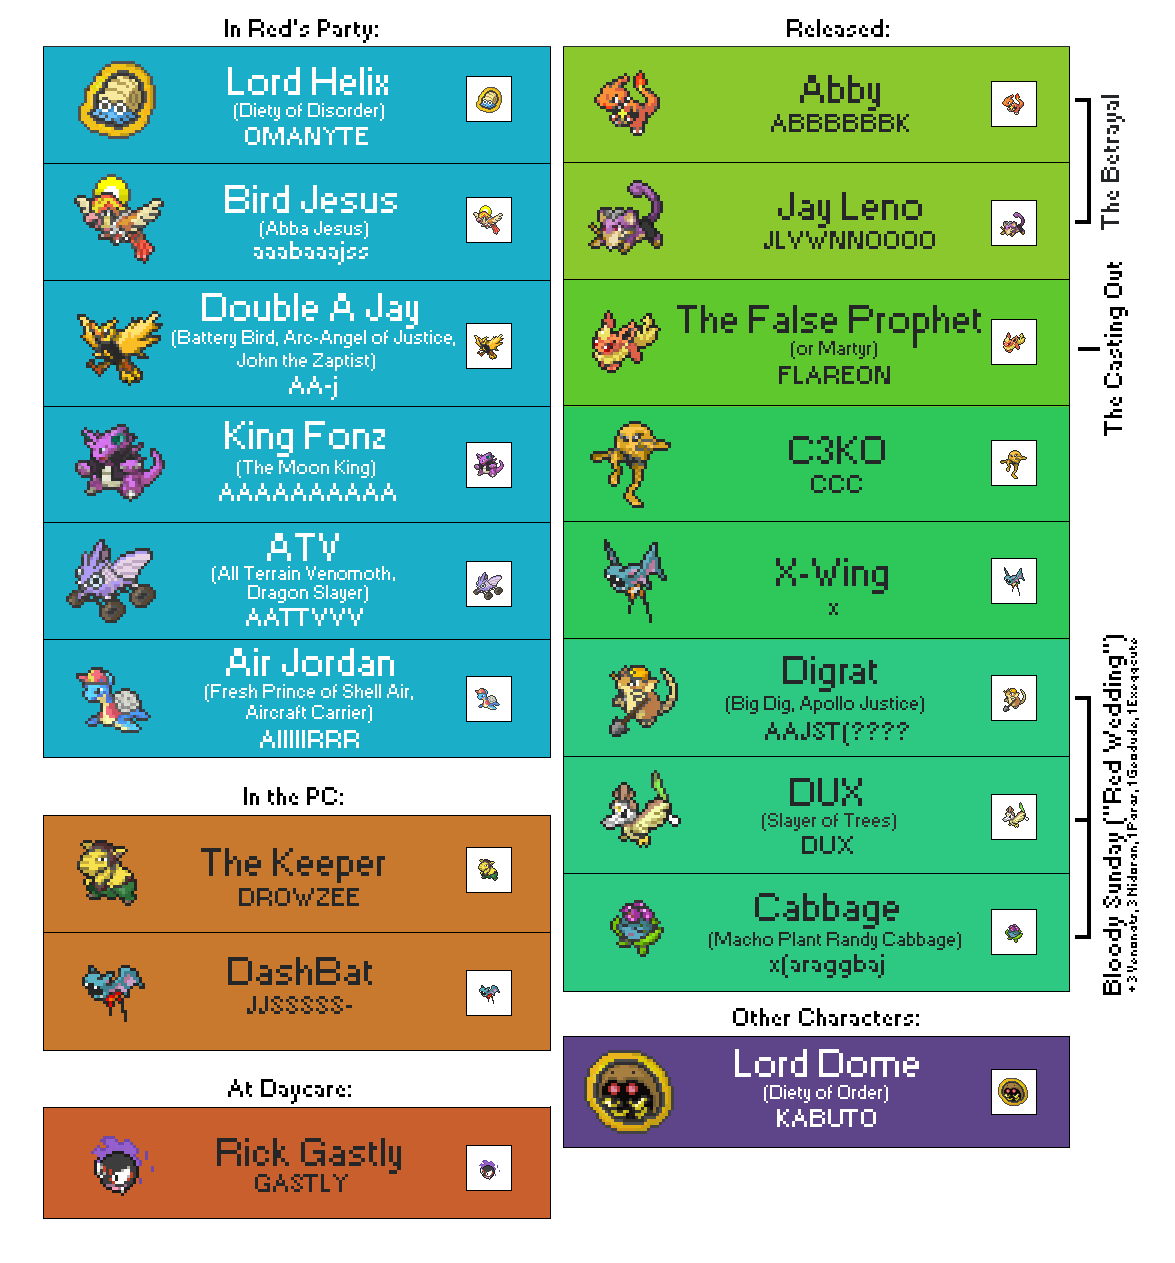 In Red's Party:
Lord Helix
(Diety of Disorder)
OMANYTE
Bird Jesus
(Abba Jesus)
aaabaaajss
Double A Jay
(Battery Bird, Arc-Angel of Justice,
John the Zaptist)
AA-j
King Fonz
(The Moon King)
AAAAAAAAAA
ATV
(All Terrain Venomoth,
Dragon Slayer)
AATTVVV
Air Jordan
(Fresh Prince of Shell Air,
Aircraft Carrier)
AIIIIIRRR
In the PC:
The Keeper
DROWZEE
DashBat
JJSSSSS-
At Daycare:
Rick Gastly
GASTLY
Released:
Abby
ABBBBBBK
Jay Leno
JLVWNNOOOO
The Betrayal
The False Prophet
(or Martyr)
FLAREON
The Casting Out
C3KO
CCC
X-Wing
x
Digrat
(Big Dig, Apollo Justice)
AAJST(????
DUX
(Slayer of Trees)
DUX
Cabbage
(Macho Plant Randy Cabbage)
x(araggbaj
Bloody Sunday ("Red Wedding")
+ 3 Venonats, 3 Nidoran, 1 Paras, 1 Geodude, 1 Exeggcute
Other Characters:
Lord Dome
(Diety of Order)
KABUTO